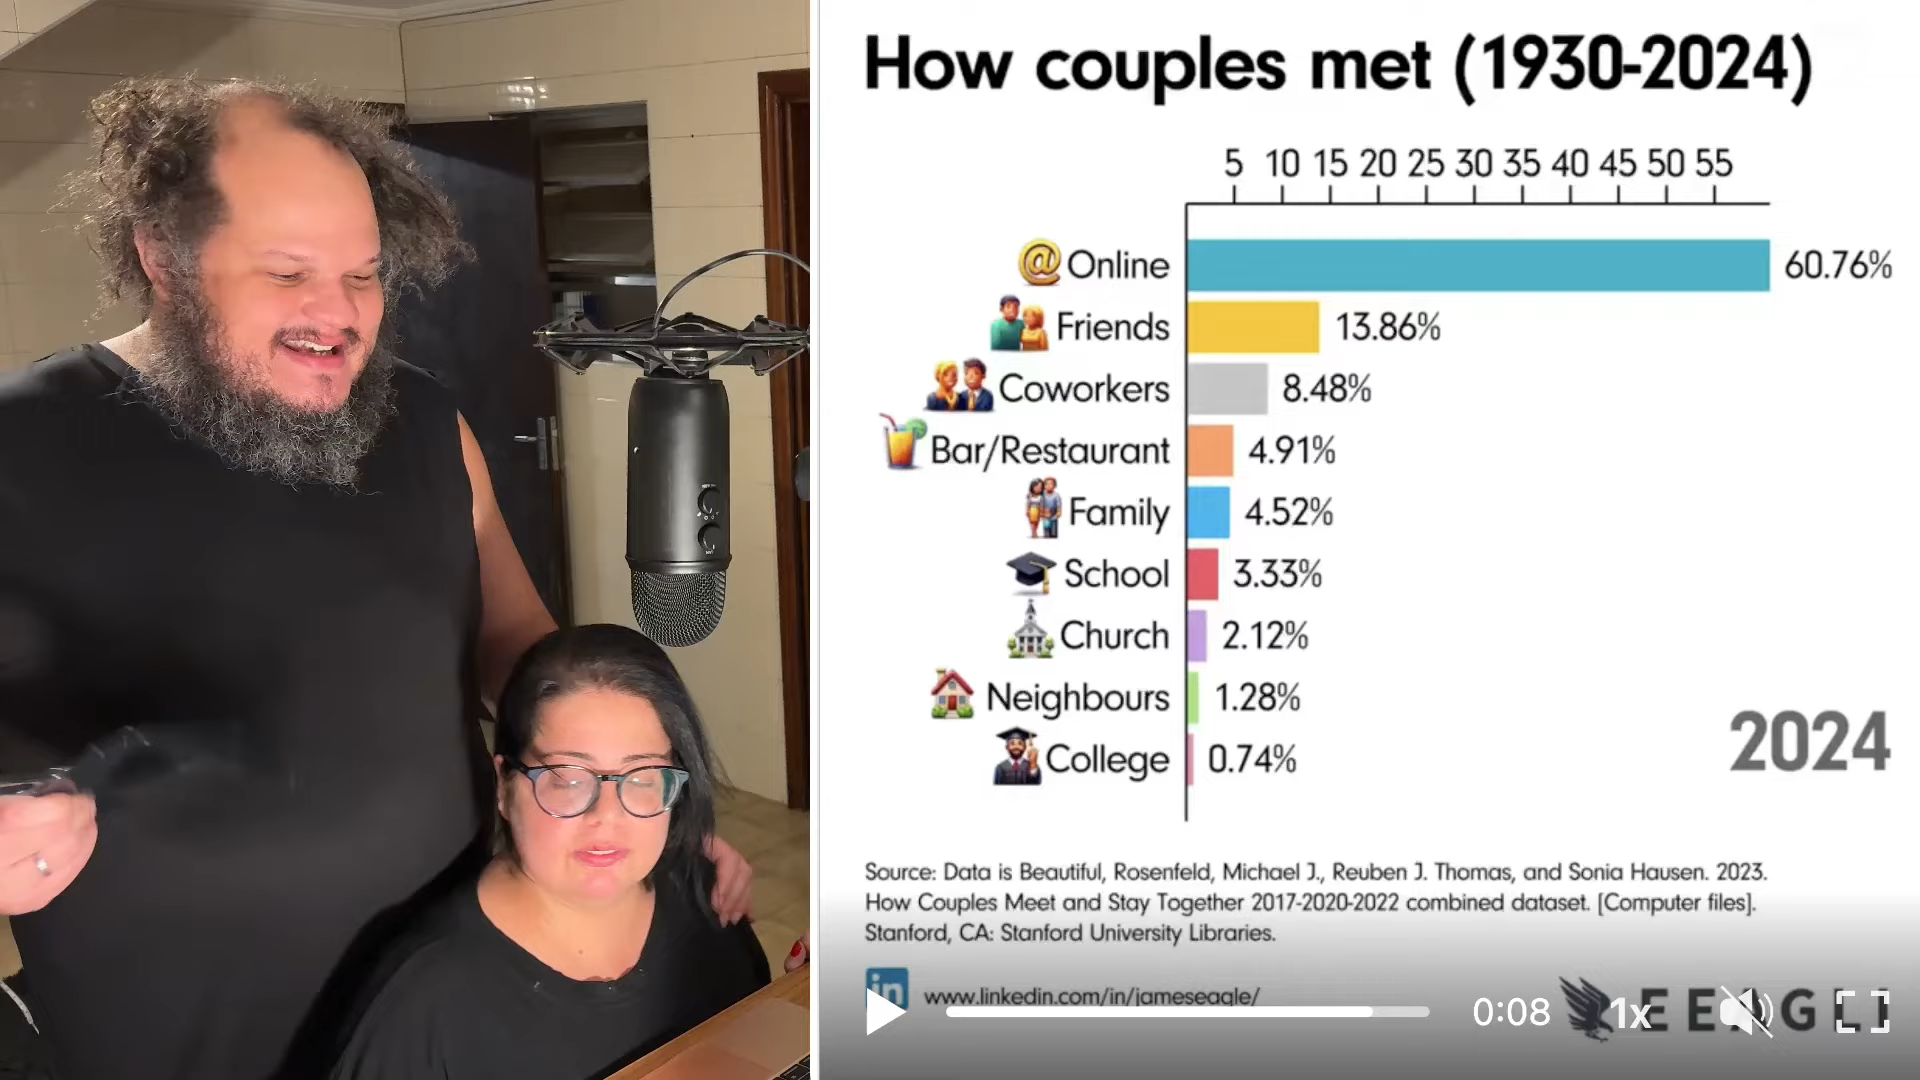 How couples met (1930-2024)
5 10 15 20 25 30 35 40 45 50 55
Online 60.76%
Friends 13.86%
Coworkers 8.48%
Bar/Restaurant 4.91%
Family 4.52%
School 3.33%
Church 2.12%
Neighbours 1.28%
College 0.74%
2024
Source: Data is Beautiful, Rosenfeld, Michael J., Reuben J. Thomas, and Sonia Hausen. 2023.
How Couples Meet and Stay Together 2017-2020-2022 combined dataset. [Computer files].
Stanford, CA: Stanford University Libraries.
in www.linkedin.com/in/jameseagle/
0:08 1x